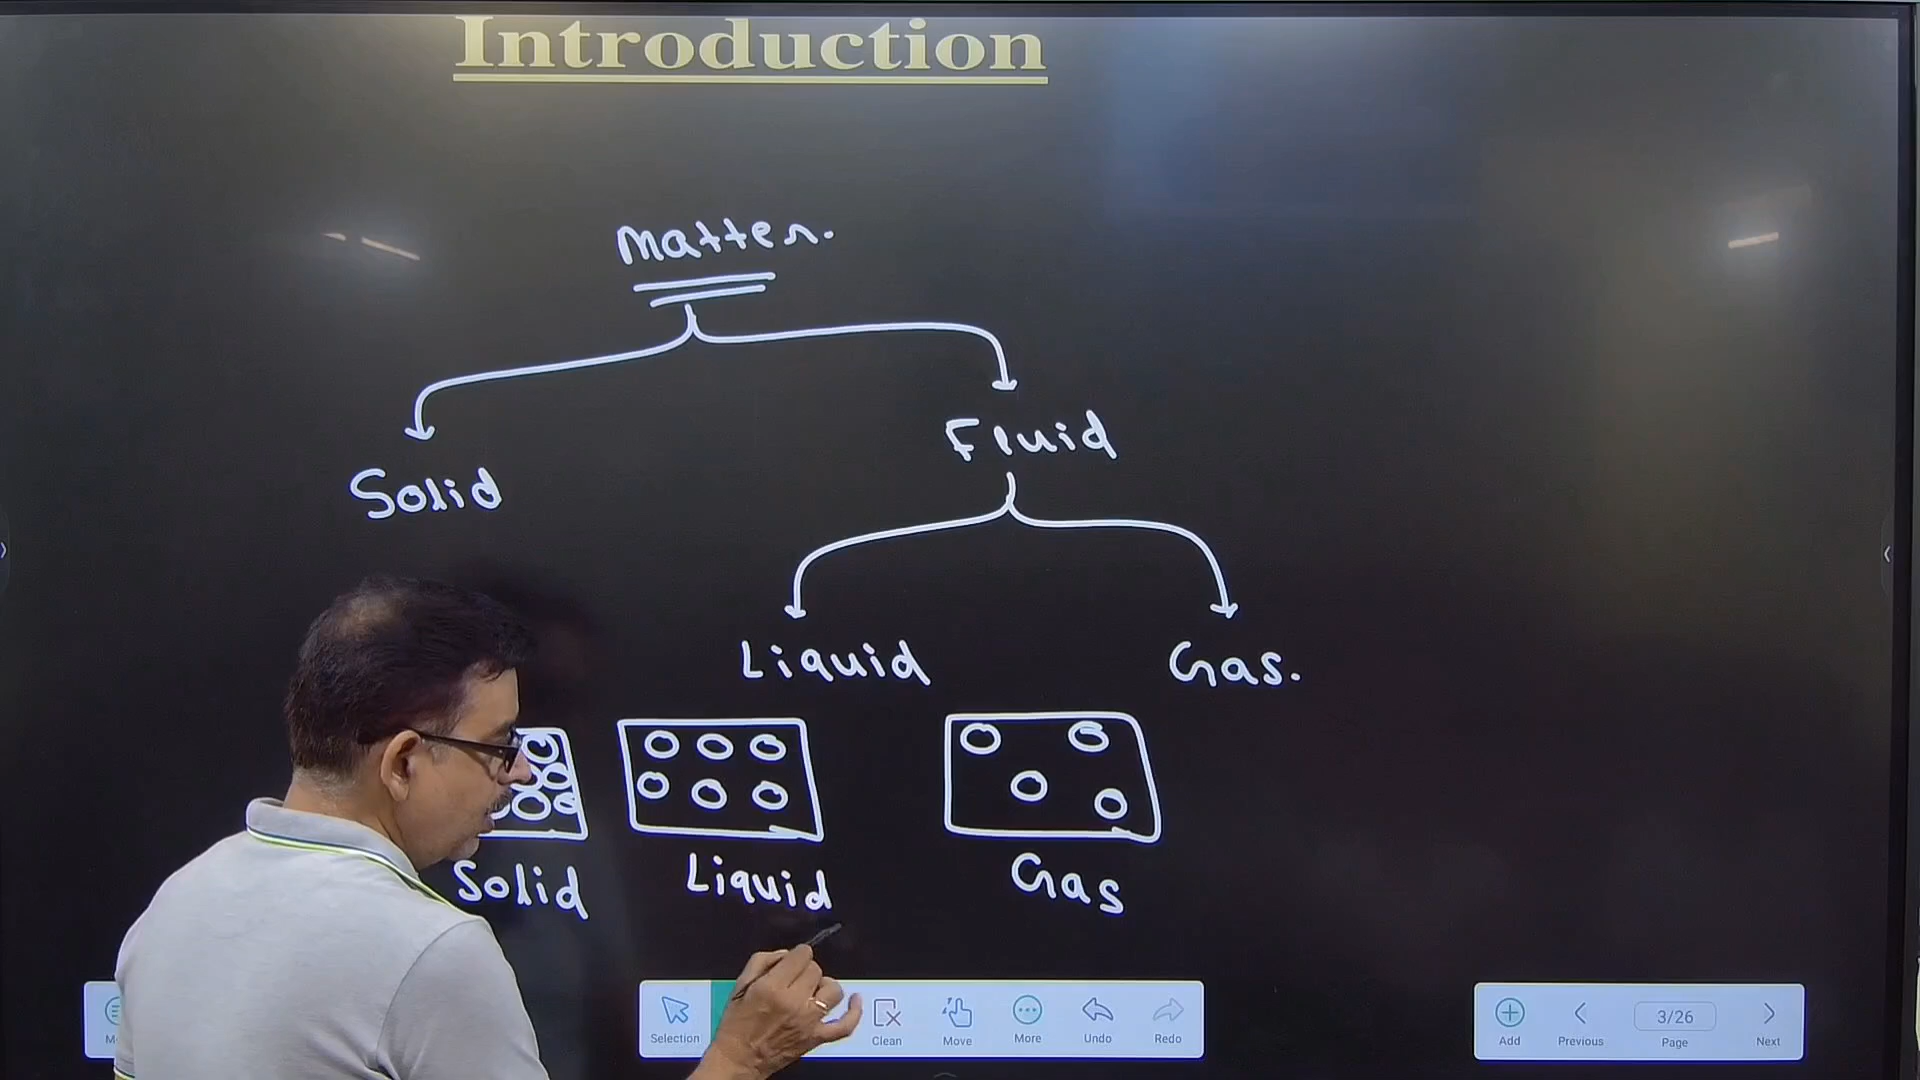 Introduction
Matter.
Solid
Fluid
Liquid
Gas.
Solid
Liquid
Gas
Selection
Clean
Move
More
Undo
Redo
Add
Previous
3/26
Page
Next